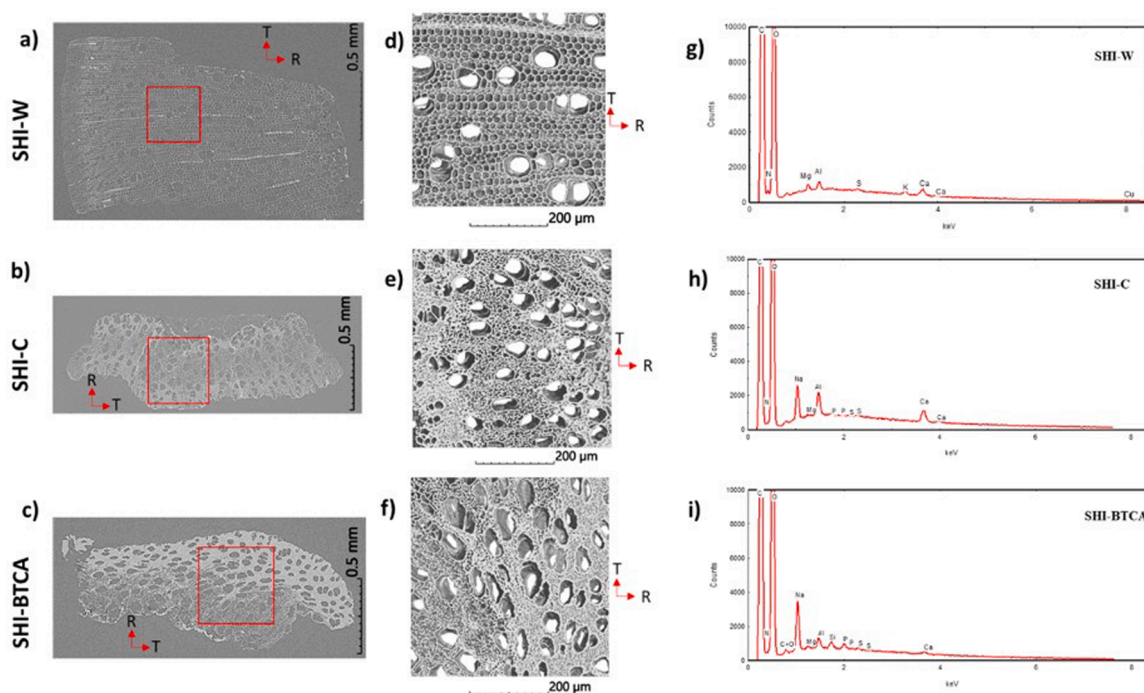 a)
T
R
0.5 mm
SHI-W
d)
T
R
200 µm
g)
SHI-W
10000
8000
6000
4000
2000
0
Counts
C
O
N
Mg
Al
S
K
Ca
Ca
Cu
0 2 4 6 8
keV
b)
R
T
0.5 mm
SHI-C
e)
T
R
200 µm
h)
SHI-C
10000
8000
6000
4000
2000
0
Counts
C
O
N
Na
Mg
Al
P P S S
Ca
Ca
0 2 4 6 8
keV
c)
R
T
0.5 mm
SHI-BTCA
f)
T
R
200 µm
i)
SHI-BTCA
10000
8000
6000
4000
2000
0
Counts
C
O
N
C+O
Na
Mg
Al
Si
P
P S S
Ca
0 2 4 6 8
keV